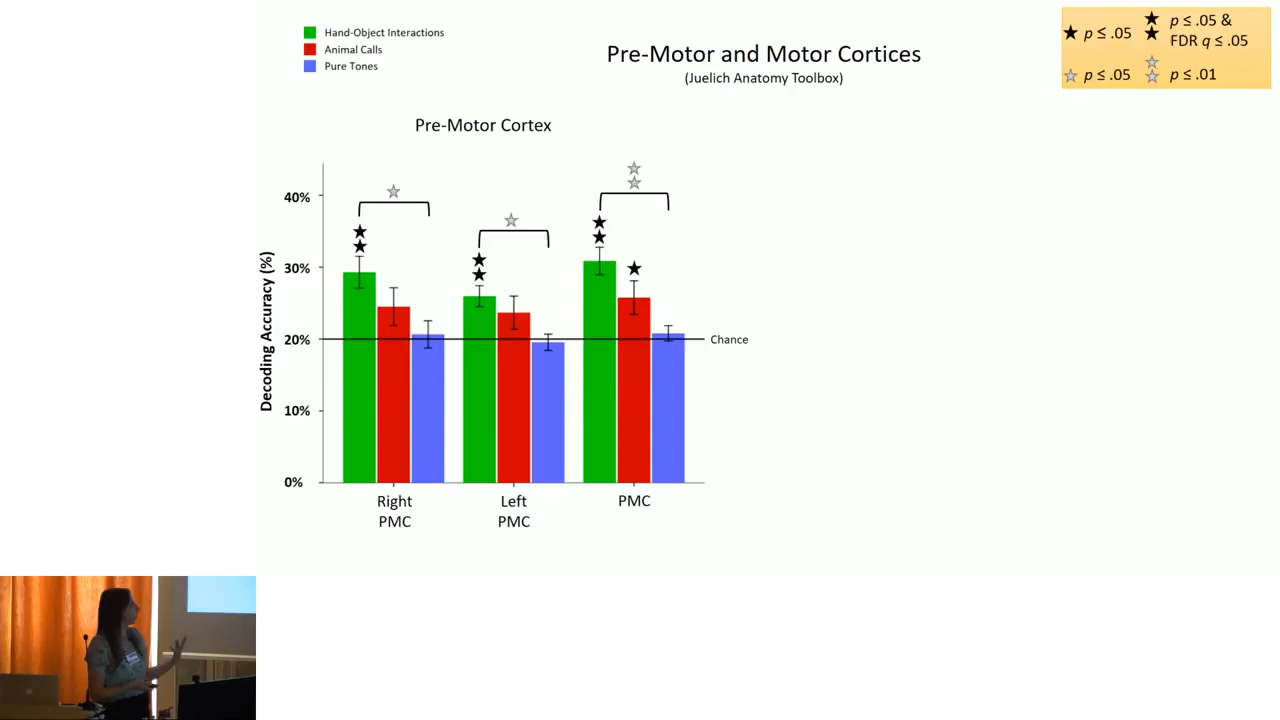 Hand-Object Interactions
Animal Calls
Pure Tones
Pre-Motor and Motor Cortices
(Juelich Anatomy Toolbox)
★ p ≤ .05
★★ p ≤ .05 &
FDR q ≤ .05
☆ p ≤ .05
☆☆ p ≤ .01
Pre-Motor Cortex
Decoding Accuracy (%)
40%
30%
20%
10%
0%
Chance
Right
PMC
Left
PMC
PMC